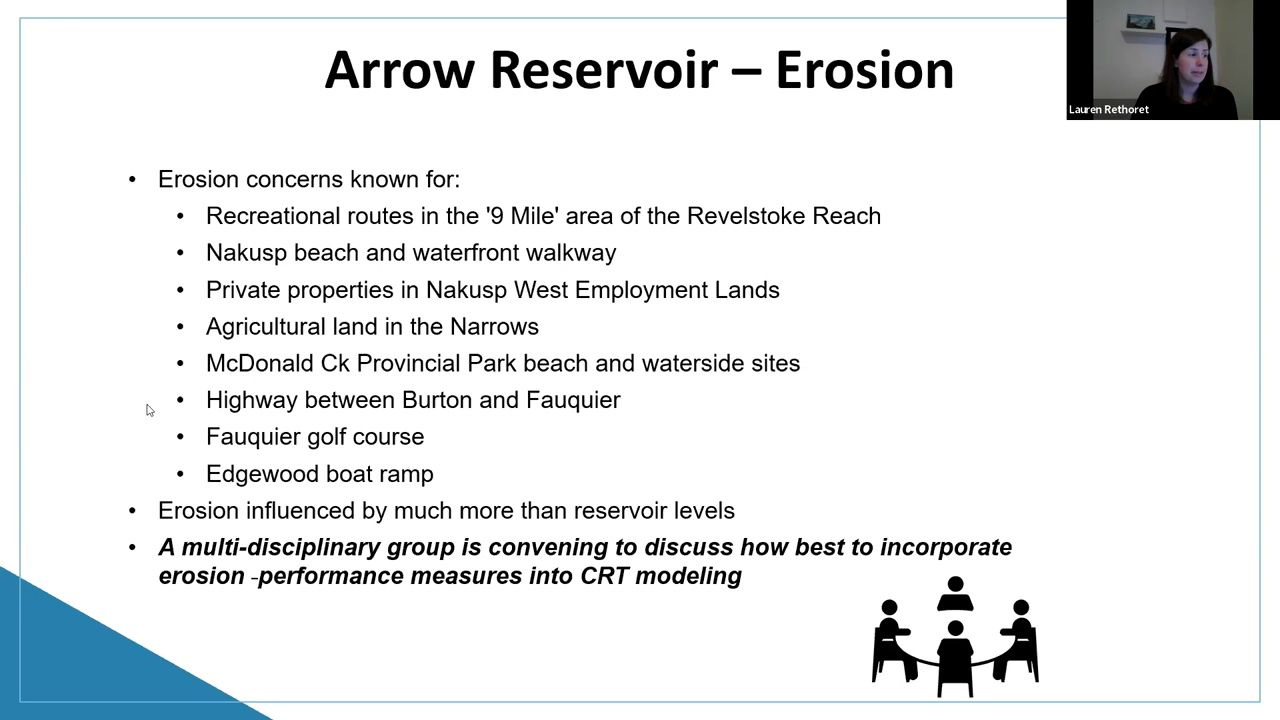 Arrow Reservoir – Erosion
Lauren Rethoret
• Erosion concerns known for:
• Recreational routes in the '9 Mile' area of the Revelstoke Reach
• Nakusp beach and waterfront walkway
• Private properties in Nakusp West Employment Lands
• Agricultural land in the Narrows
• McDonald Ck Provincial Park beach and waterside sites
• Highway between Burton and Fauquier
• Fauquier golf course
• Edgewood boat ramp
• Erosion influenced by much more than reservoir levels
• A multi-disciplinary group is convening to discuss how best to incorporate
erosion -performance measures into CRT modeling